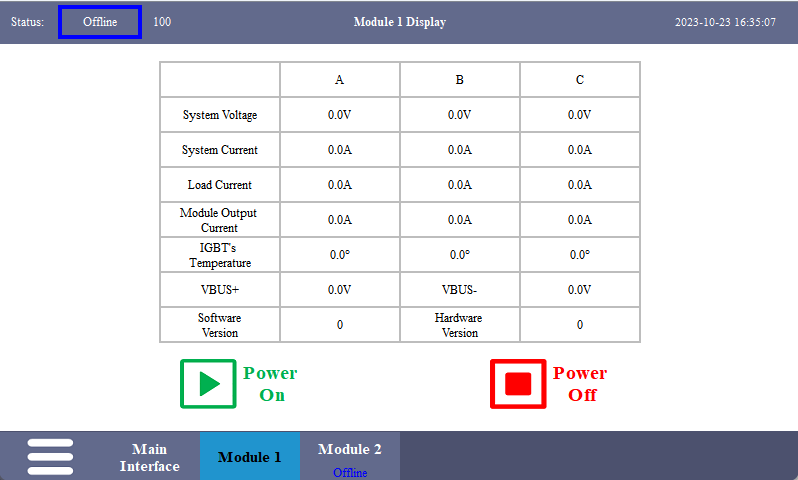 Status: Offline 100 Module 1 Display 2023-10-23 16:35:07
A B C
System Voltage 0.0V 0.0V 0.0V
System Current 0.0A 0.0A 0.0A
Load Current 0.0A 0.0A 0.0A
Module Output
Current 0.0A 0.0A 0.0A
IGBT's
Temperature 0.0° 0.0° 0.0°
VBUS+ 0.0V VBUS- 0.0V
Software
Version 0 Hardware
Version 0
Power
On
Power
Off
Main
Interface
Module 1
Module 2
Offline